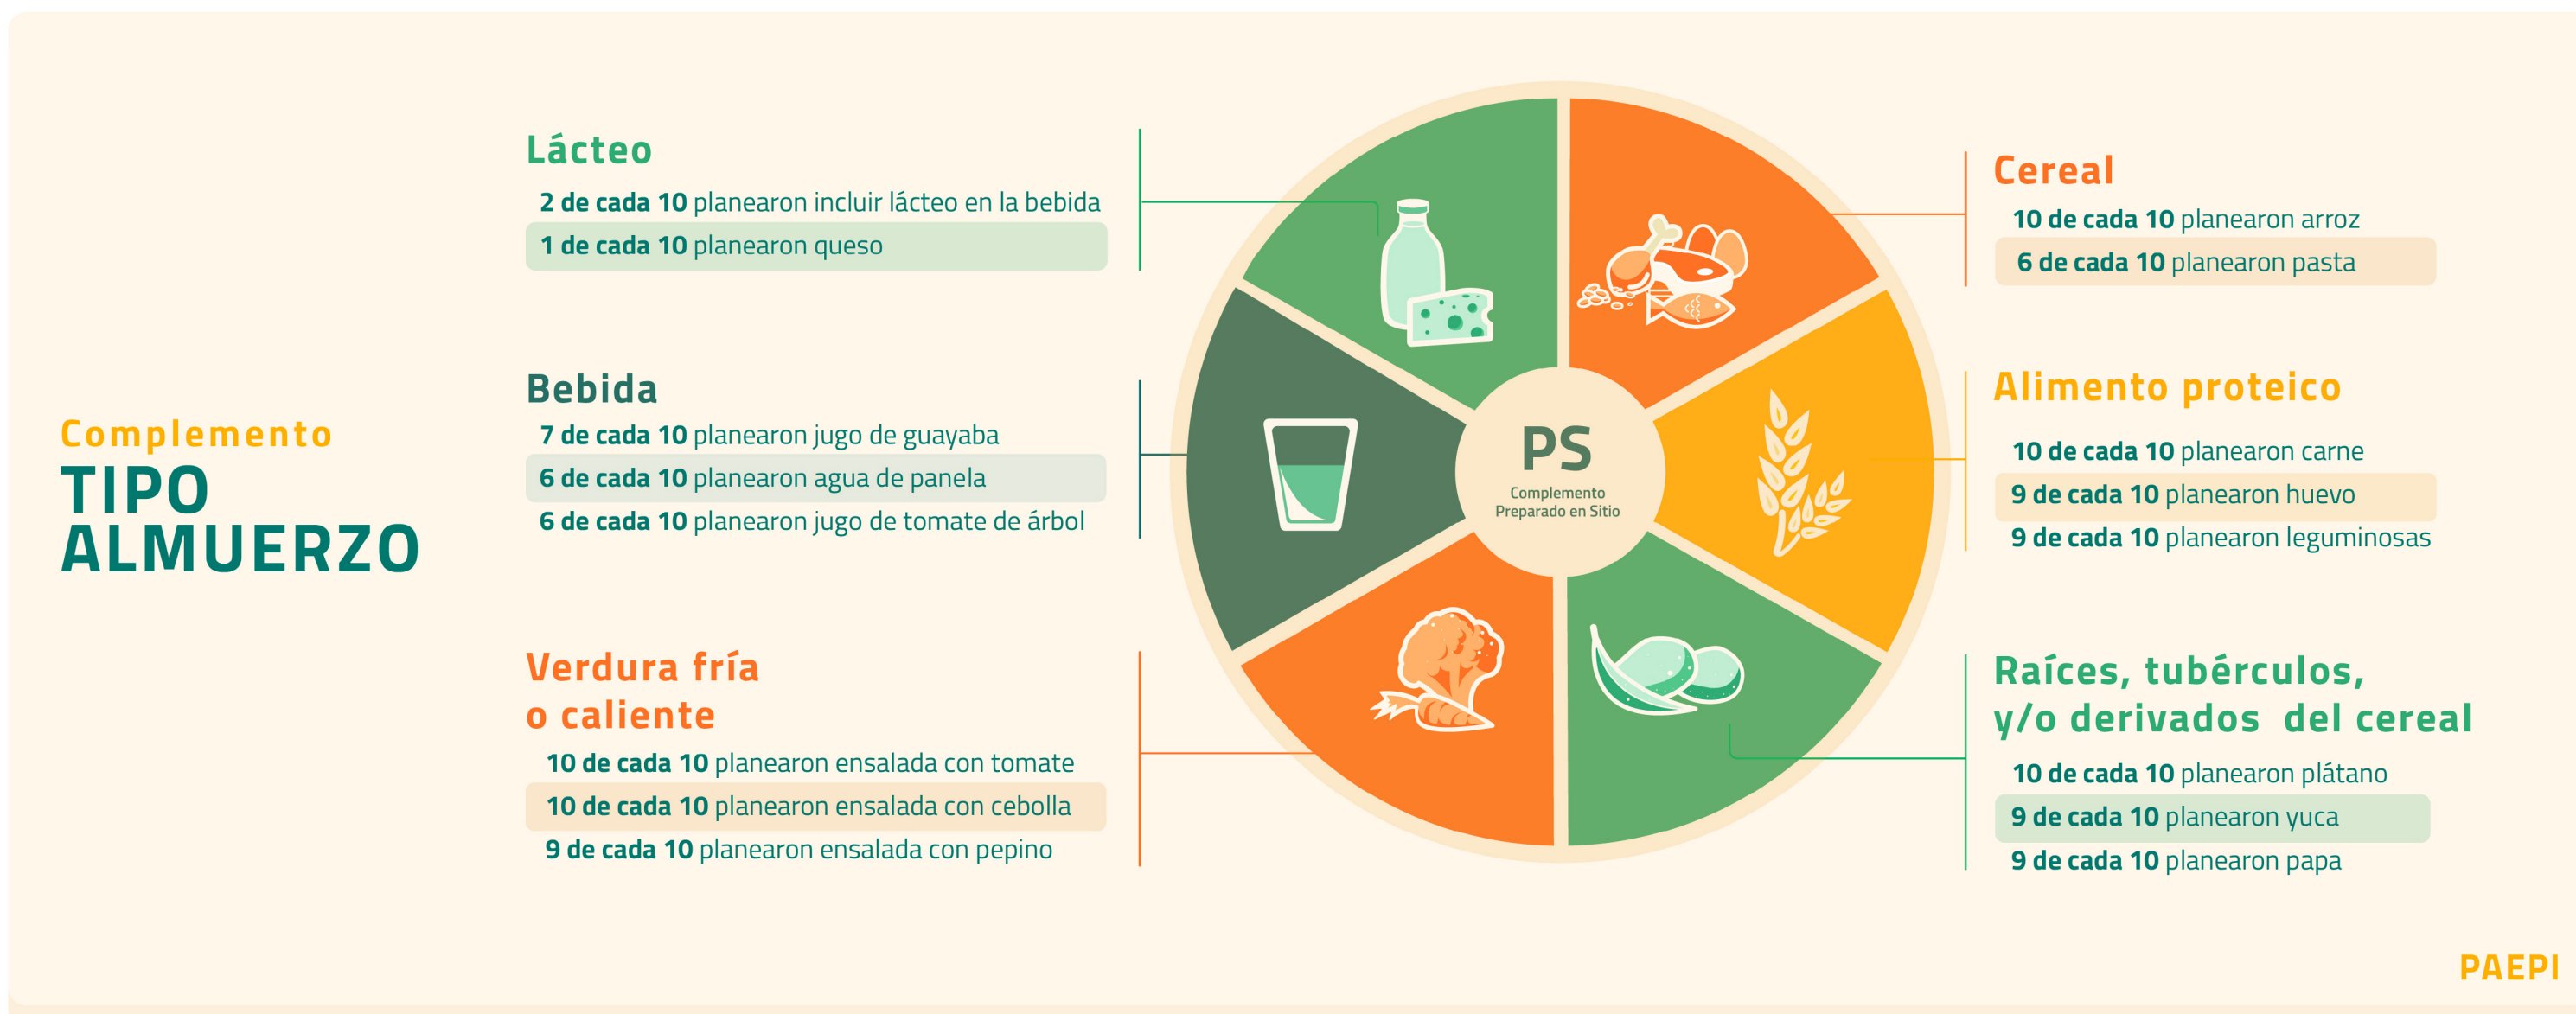 Complemento
TIPO
ALMUERZO
Lácteo
2 de cada 10 planearon incluir lácteo en la bebida
1 de cada 10 planearon queso
Bebida
7 de cada 10 planearon jugo de guayaba
6 de cada 10 planearon agua de panela
6 de cada 10 planearon jugo de tomate de árbol
Verdura fría
o caliente
10 de cada 10 planearon ensalada con tomate
10 de cada 10 planearon ensalada con cebolla
9 de cada 10 planearon ensalada con pepino
PS
Complemento
Preparado en Sitio
Cereal
10 de cada 10 planearon arroz
6 de cada 10 planearon pasta
Alimento proteico
10 de cada 10 planearon carne
9 de cada 10 planearon huevo
9 de cada 10 planearon leguminosas
Raíces, tubérculos,
y/o derivados del cereal
10 de cada 10 planearon plátano
9 de cada 10 planearon yuca
9 de cada 10 planearon papa
PAEPI